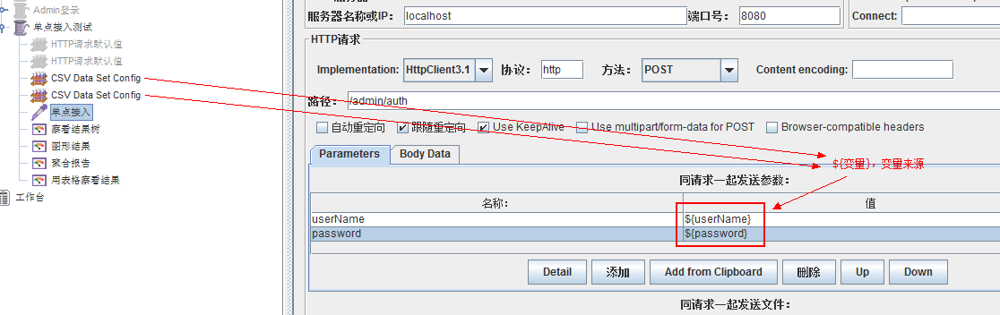 Admin登录
单点接入测试
HTTP请求默认值
HTTP请求默认值
CSV Data Set Config
CSV Data Set Config
单点接入
察看结果树
图形结果
聚合报告
用表格察看结果
工作台
服务器名称或IP： localhost 端口号： 8080 Connect:
HTTP请求
Implementation: HttpClient3.1 协议： http 方法： POST Content encoding:
路径： /admin/auth
自动重定向 跟随重定向 Use KeepAlive Use multipart/form-data for POST Browser-compatible headers
Parameters Body Data
${变量}，变量来源
同请求一起发送参数：
名称： 值
userName ${userName}
password ${password}
Detail 添加 Add from Clipboard 删除 Up Down
同请求一起发送文件：